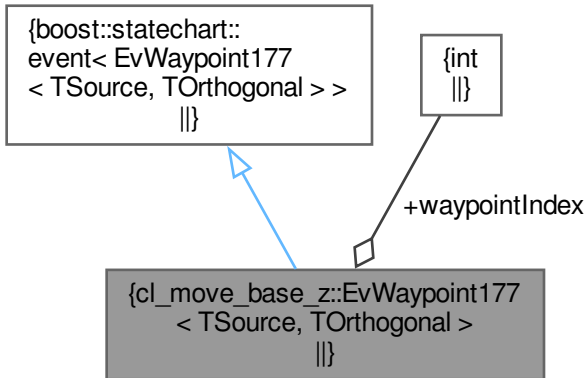 {boost::statechart::
event< EvWaypoint177
< TSource, TOrthogonal > >
||}
{int
||}
+waypointIndex
{cl_move_base_z::EvWaypoint177
< TSource, TOrthogonal >
||}